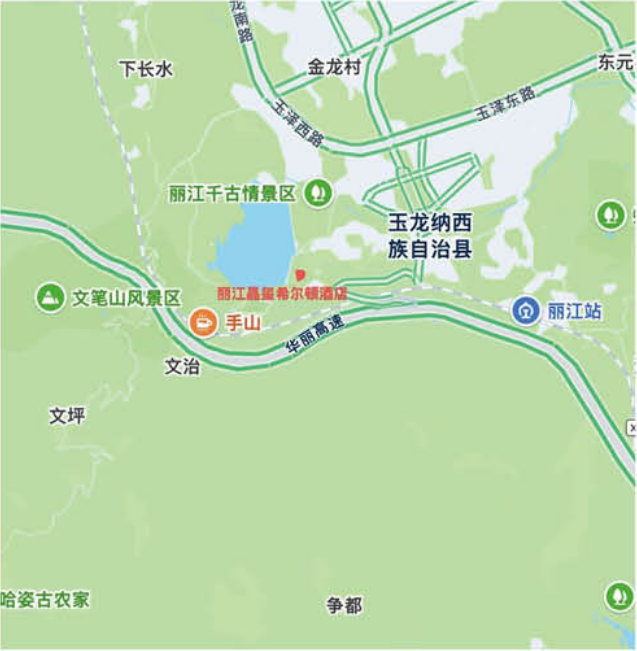 龙南路
下长水
金龙村
东元
玉泽西路
玉泽东路
丽江千古情景区
玉龙纳西
族自治县
丽江晶玺希尔顿酒店
文笔山风景区
手山
丽江站
华丽高速
文治
文坪
X
哈姿古农家
争都